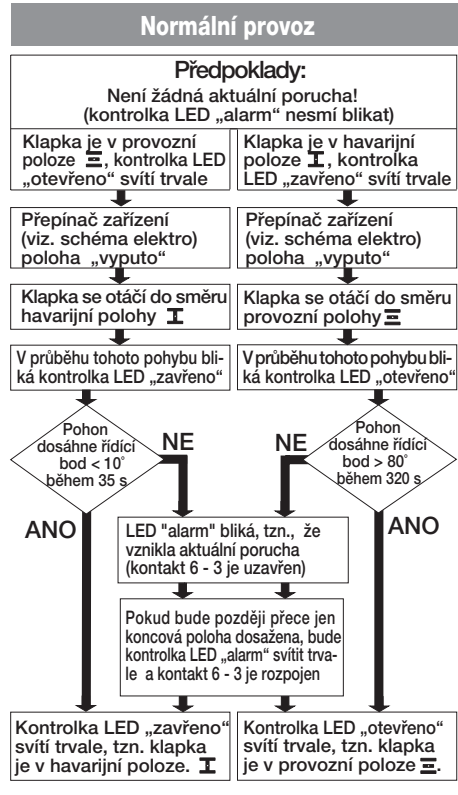 Normální provoz
Předpoklady:
Není žádná aktuální porucha!
(kontrolka LED „alarm“ nesmí blikat)
Klapka je v provozní
poloze , kontrolka LED
„otevřeno“ svítí trvale
Klapka je v havarijní
poloze , kontrolka
LED „zavřeno“ svítí trvale
Přepínač zařízení
(viz. schéma elektro)
poloha „vyputo“
Přepínač zařízení
(viz. schéma elektro)
poloha „vyputo“
Klapka se otáčí do směru
havarijní polohy
Klapka se otáčí do směru
provozní polohy
V průběhu tohoto pohybu bli-
ká kontrolka LED „zavřeno“
V průběhu tohoto pohybu bli-
ká kontrolka LED „otevřeno“
Pohon
dosáhne řídící
bod < 10°
během 35 s
NE
ANO
Pohon
dosáhne řídící
bod > 80°
během 320 s
NE
ANO
LED "alarm" bliká, tzn., že
vznikla aktuální porucha
(kontakt 6 - 3 je uzavřen)
Pokud bude později přece jen
koncová poloha dosažena, bude
kontrolka LED „alarm“ svítit trva-
le a kontakt 6 - 3 je rozpojen
Kontrolka LED „zavřeno“
svítí trvale, tzn. klapka
je v havarijní poloze.
Kontrolka LED „otevřeno“
svítí trvale, tzn. klapka
je v provozní poloze .